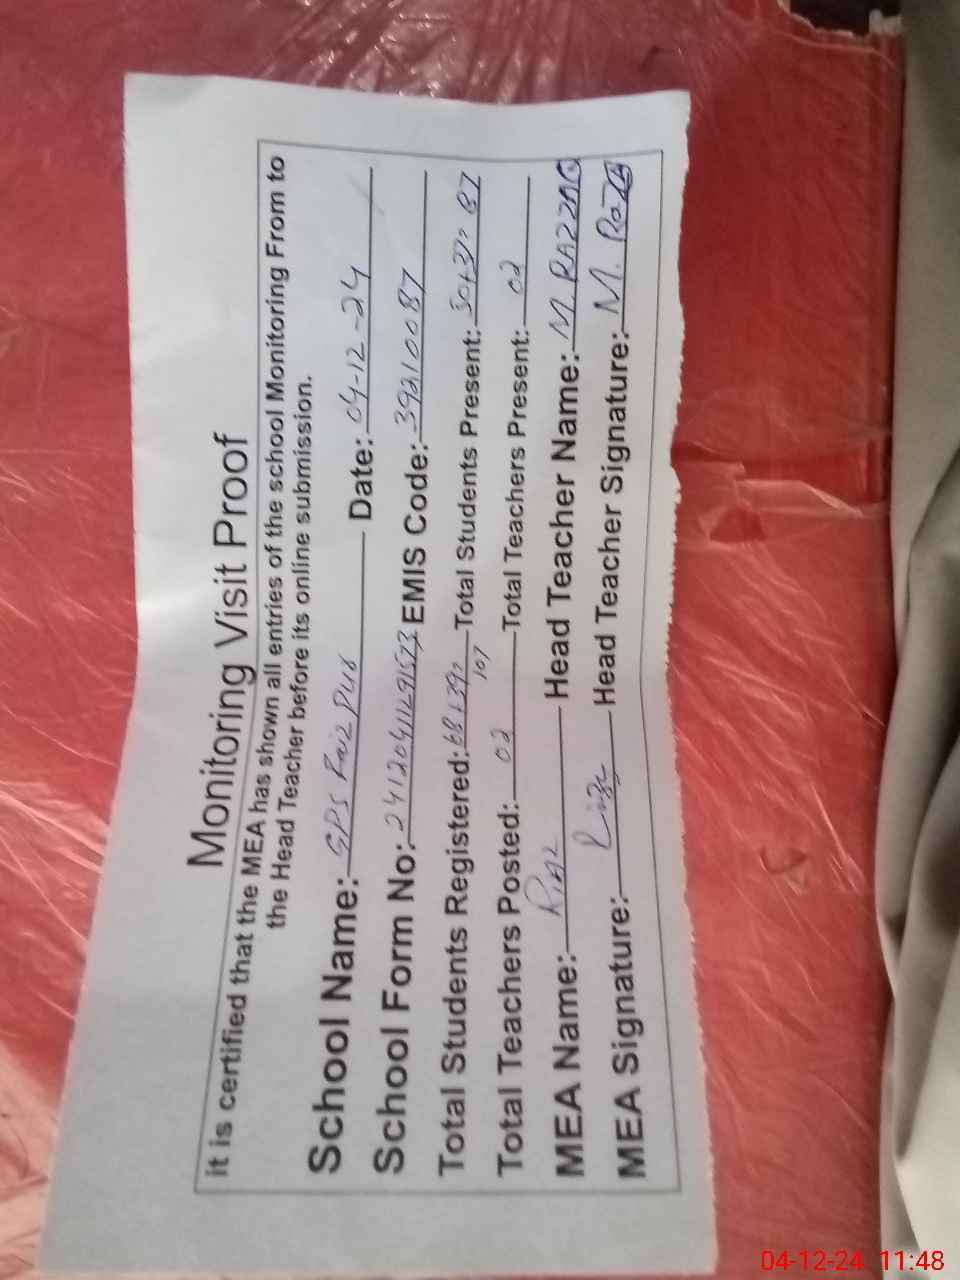 Monitoring Visit Proof
it is certified that the MEA has shown all entries of the school Monitoring From to
the Head Teacher before its online submission.
School Name: GPS Raiz pur Date: 04-12-24
School Form No: EMIS Code: 39210087
Total Students Registered: 68+39= 107 Total Students Present: 50+37= 87
Total Teachers Posted: 02 Total Teachers Present: 02
MEA Name: RIAZ Head Teacher Name: M. RAZZAQ
MEA Signature: Riaz Head Teacher Signature: M. Raz
04-12-24 11:48